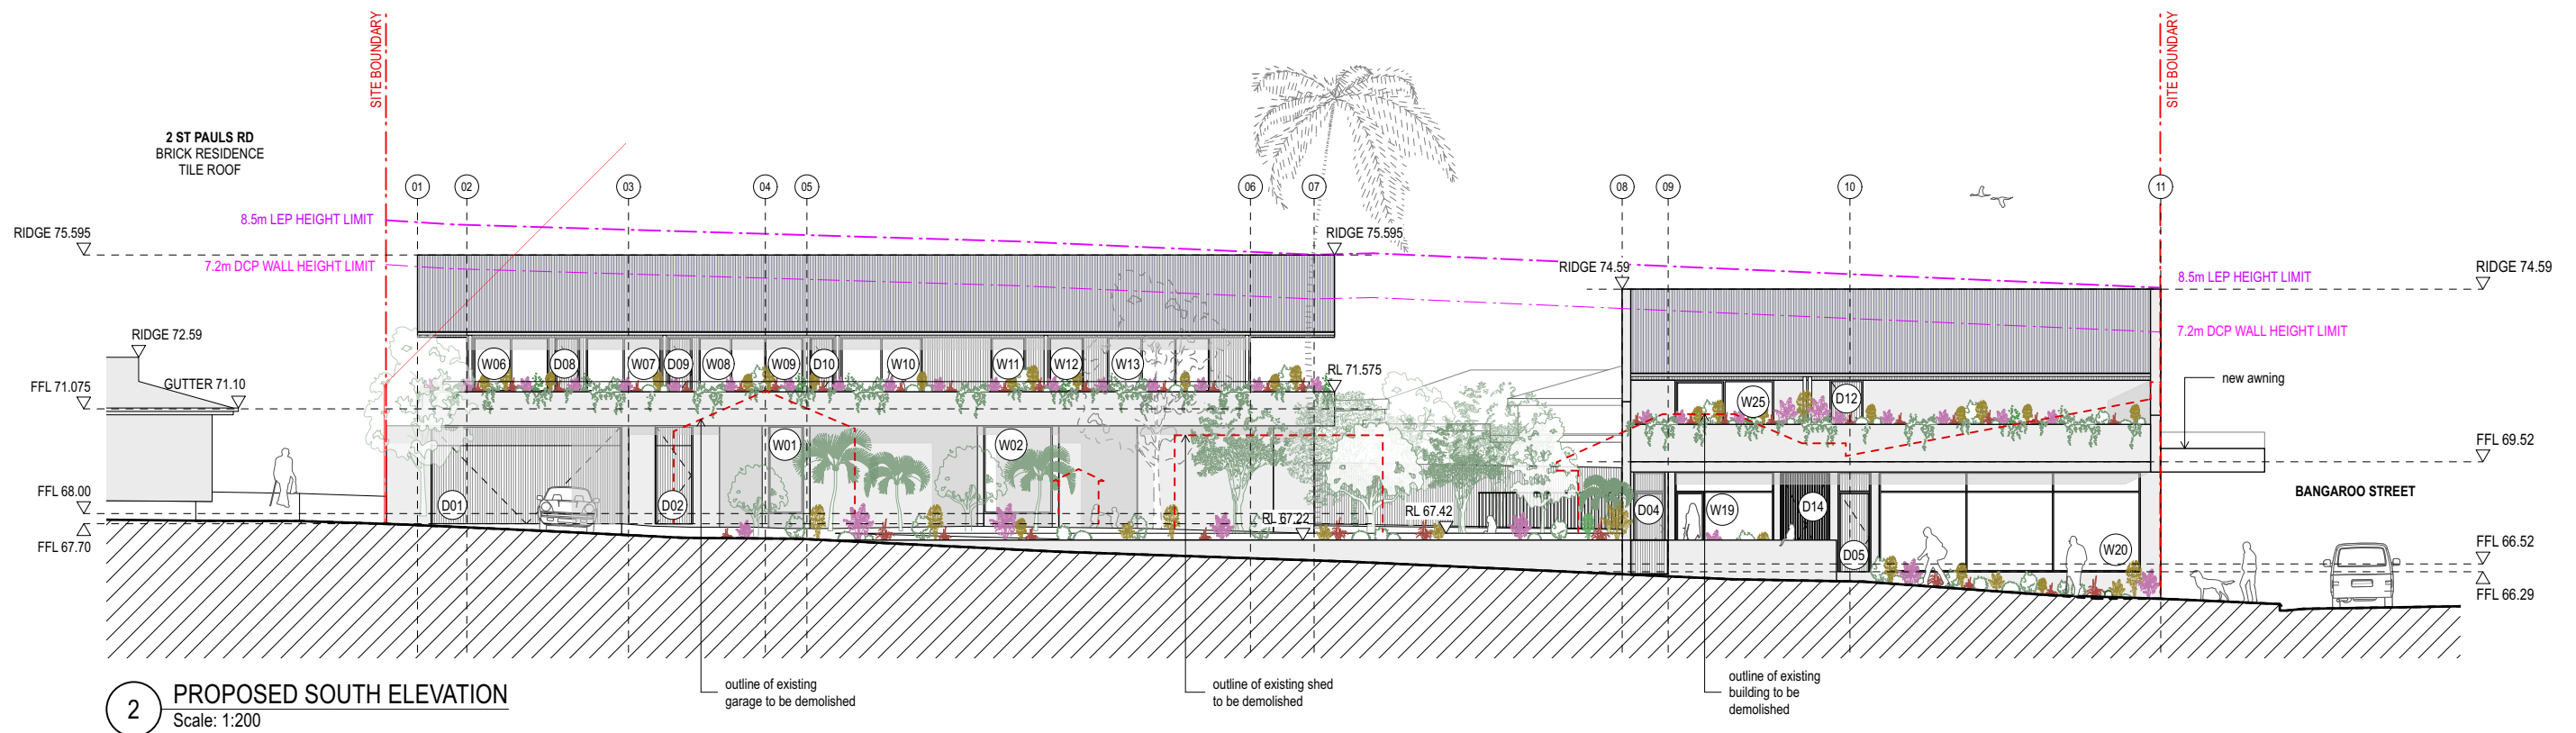 SITE BOUNDARY
SITE BOUNDARY
2 ST PAULS RD
BRICK RESIDENCE
TILE ROOF
01
02
03
04
05
06
07
08
09
10
11
8.5m LEP HEIGHT LIMIT
RIDGE 75.595
RIDGE 75.595
7.2m DCP WALL HEIGHT LIMIT
RIDGE 74.59
RIDGE 74.59
8.5m LEP HEIGHT LIMIT
7.2m DCP WALL HEIGHT LIMIT
RIDGE 72.59
GUTTER 71.10
FFL 71.075
W06
D08
W07
D09
W08
W09
D10
W10
W11
W12
W13
RL 71.575
W25
D12
new awning
W01
W02
FFL 69.52
FFL 68.00
FFL 67.70
D01
D02
RL 67.22
RL 67.42
D04
W19
D14
D05
W20
BANGAROO STREET
FFL 66.52
FFL 66.29
outline of existing
garage to be demolished
outline of existing shed
to be demolished
outline of existing
building to be
demolished
2
PROPOSED SOUTH ELEVATION
Scale: 1:200